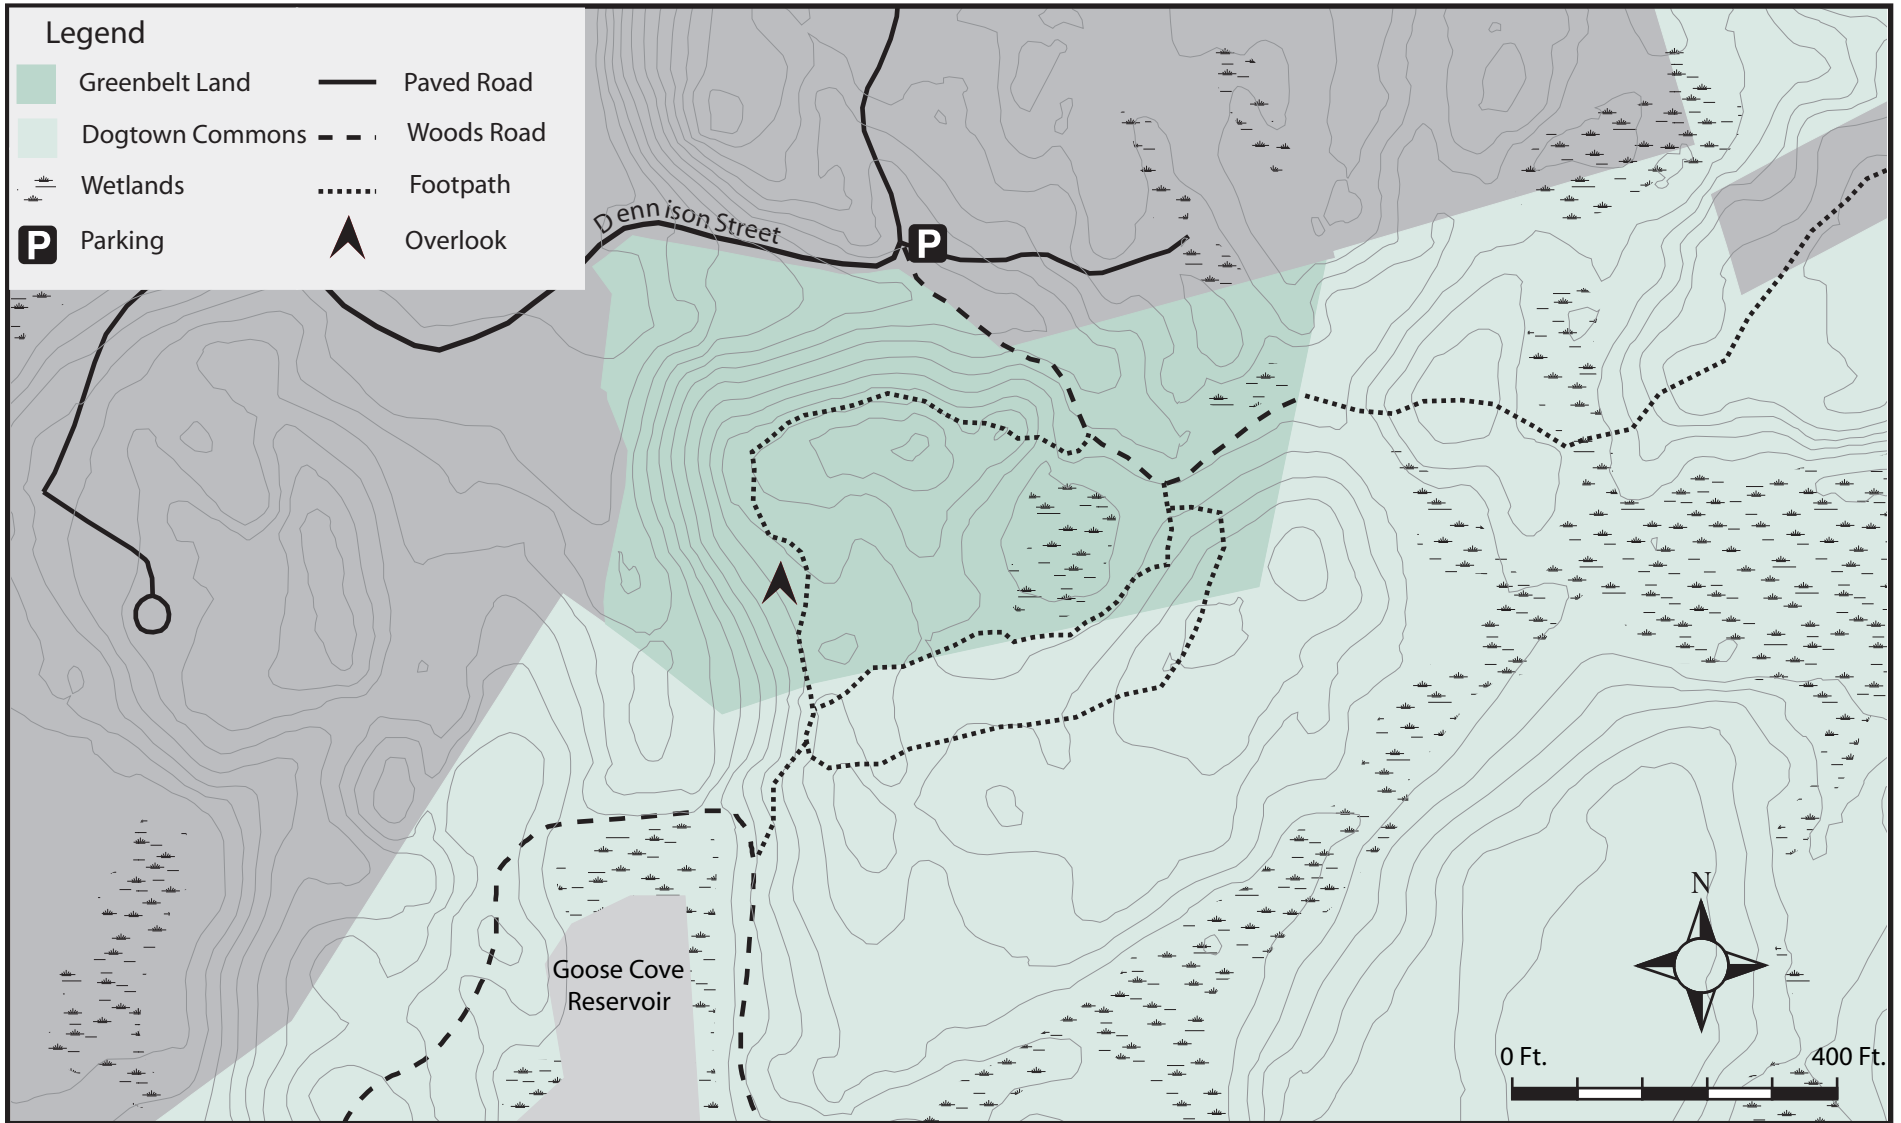 Legend
Greenbelt Land
Paved Road
Dogtown Commons
Woods Road
Wetlands
Footpath
P
Parking
Overlook
Dennison Street
P
Goose Cove
Reservoir
N
0 Ft.
400 Ft.